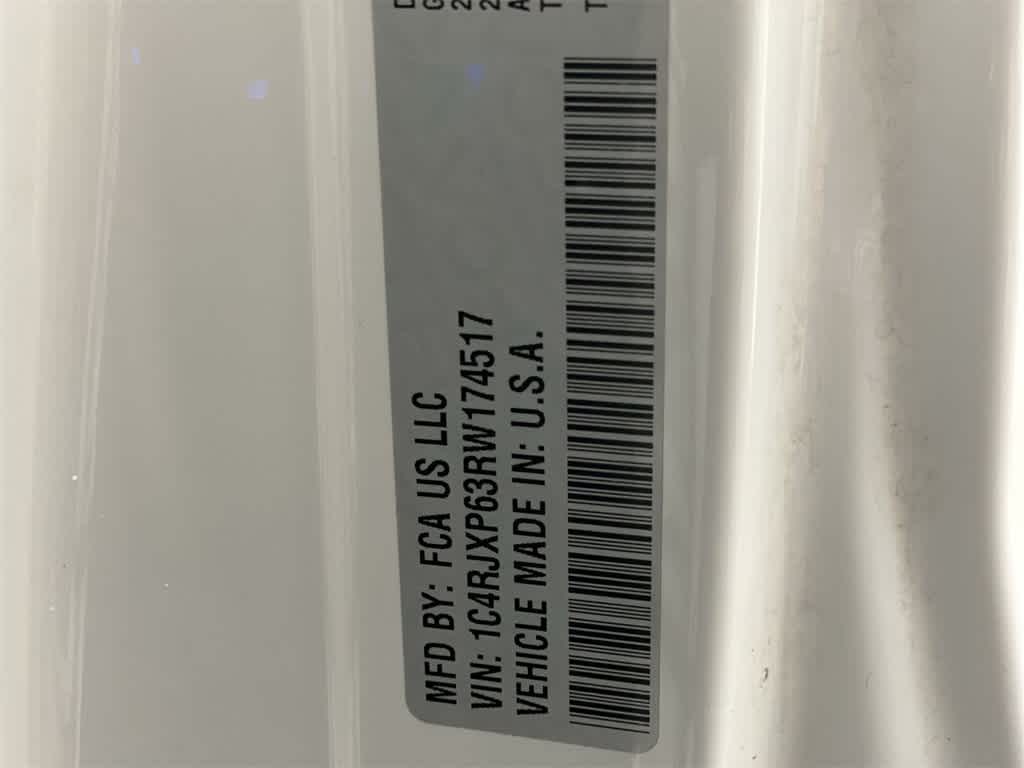 MFD BY: FCA US LLC
VIN: 1C4RJXP63RW174517
VEHICLE MADE IN: U.S.A.